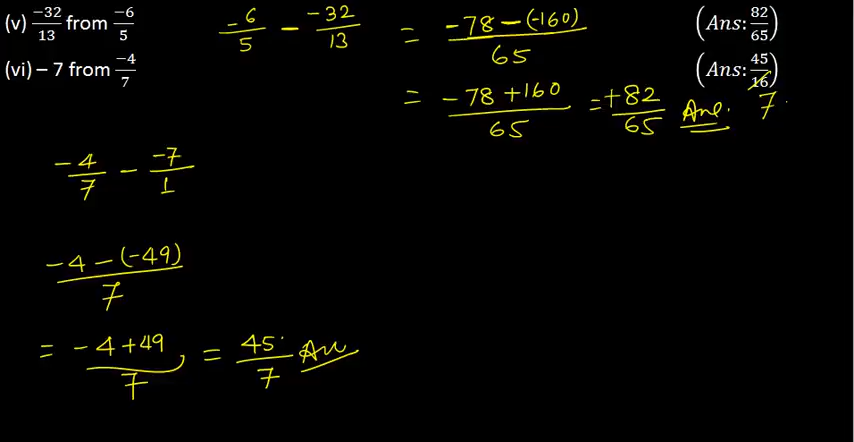 (v) -32/13 from -6/5   -6/5 - -32/13 = -78-(-160)/65   (Ans: 82/65)
(vi) – 7 from -4/7   (Ans: 45/16) 7.
= -78+160/65 = +82/65 Ans.
-4/7 - -7/1
-4-(-49)/7
= -4+49/7 = 45/7 Ans